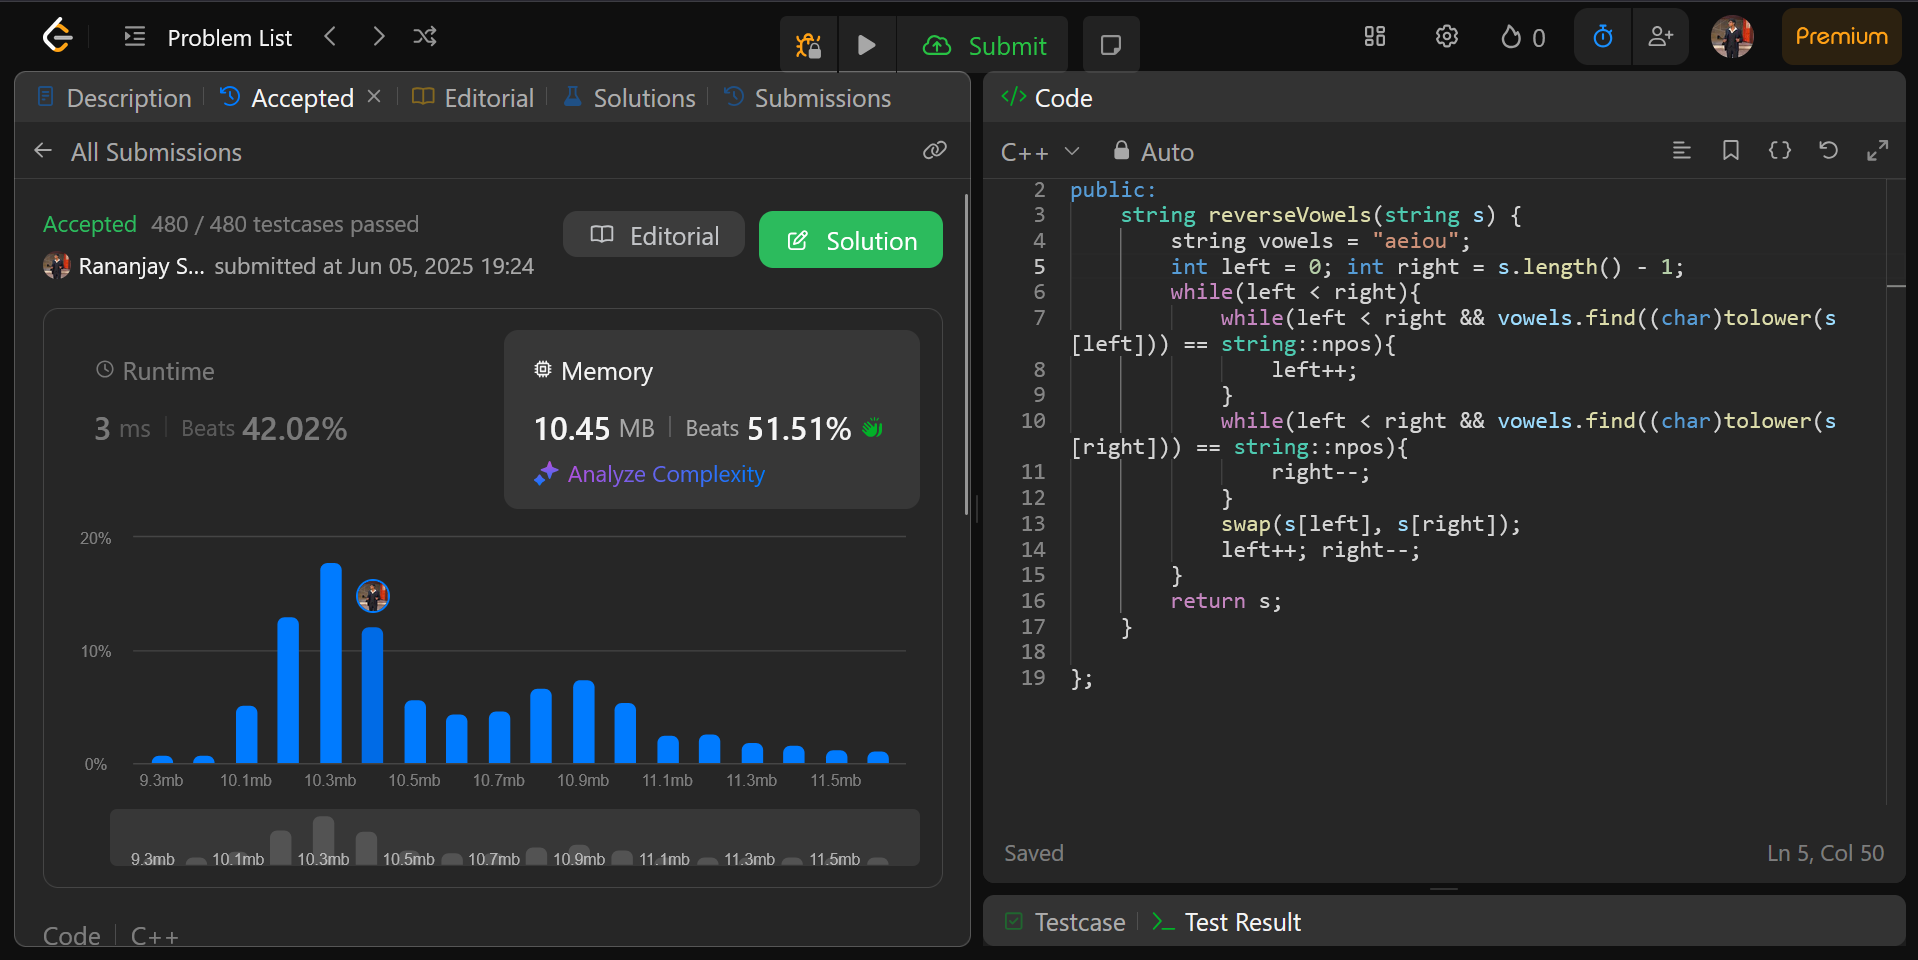 Problem List
Submit
0
Premium
Description
Accepted
Editorial
Solutions
Submissions
All Submissions
Accepted 480 / 480 testcases passed
Rananjay S... submitted at Jun 05, 2025 19:24
Editorial
Solution
Runtime
3 ms Beats 42.02%
Memory
10.45 MB Beats 51.51%
Analyze Complexity
20%
10%
0%
9.3mb 10.1mb 10.3mb 10.5mb 10.7mb 10.9mb 11.1mb 11.3mb 11.5mb
9.3mb 10.1mb 10.3mb 10.5mb 10.7mb 10.9mb 11.1mb 11.3mb 11.5mb
Code C++
</> Code
C++ Auto
2 public:
3     string reverseVowels(string s) {
4         string vowels = "aeiou";
5         int left = 0; int right = s.length() - 1;
6         while(left < right){
7             while(left < right && vowels.find((char)tolower(s
[left])) == string::npos){
8                 left++;
9             }
10             while(left < right && vowels.find((char)tolower(s
[right])) == string::npos){
11                 right--;
12             }
13             swap(s[left], s[right]);
14             left++; right--;
15         }
16         return s;
17     }
18
19 };
Saved
Ln 5, Col 50
Testcase
Test Result